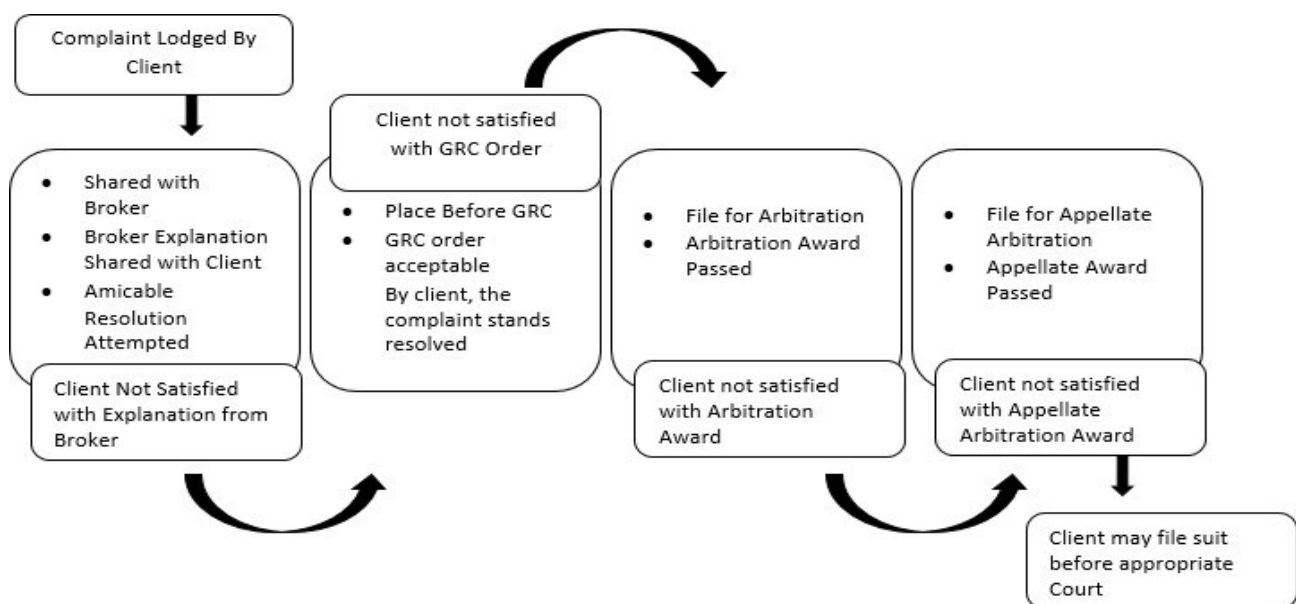 Complaint Lodged By
Client
• Shared with
Broker
• Broker Explanation
Shared with Client
• Amicable
Resolution
Attempted
Client Not Satisfied
with Explanation from
Broker
Client not satisfied
with GRC Order
• Place Before GRC
• GRC order
acceptable
By client, the
complaint stands
resolved
• File for Arbitration
• Arbitration Award
Passed
Client not satisfied
with Arbitration
Award
• File for Appellate
Arbitration
• Appellate Award
Passed
Client not satisfied
with Appellate
Arbitration Award
Client may file suit
before appropriate
Court